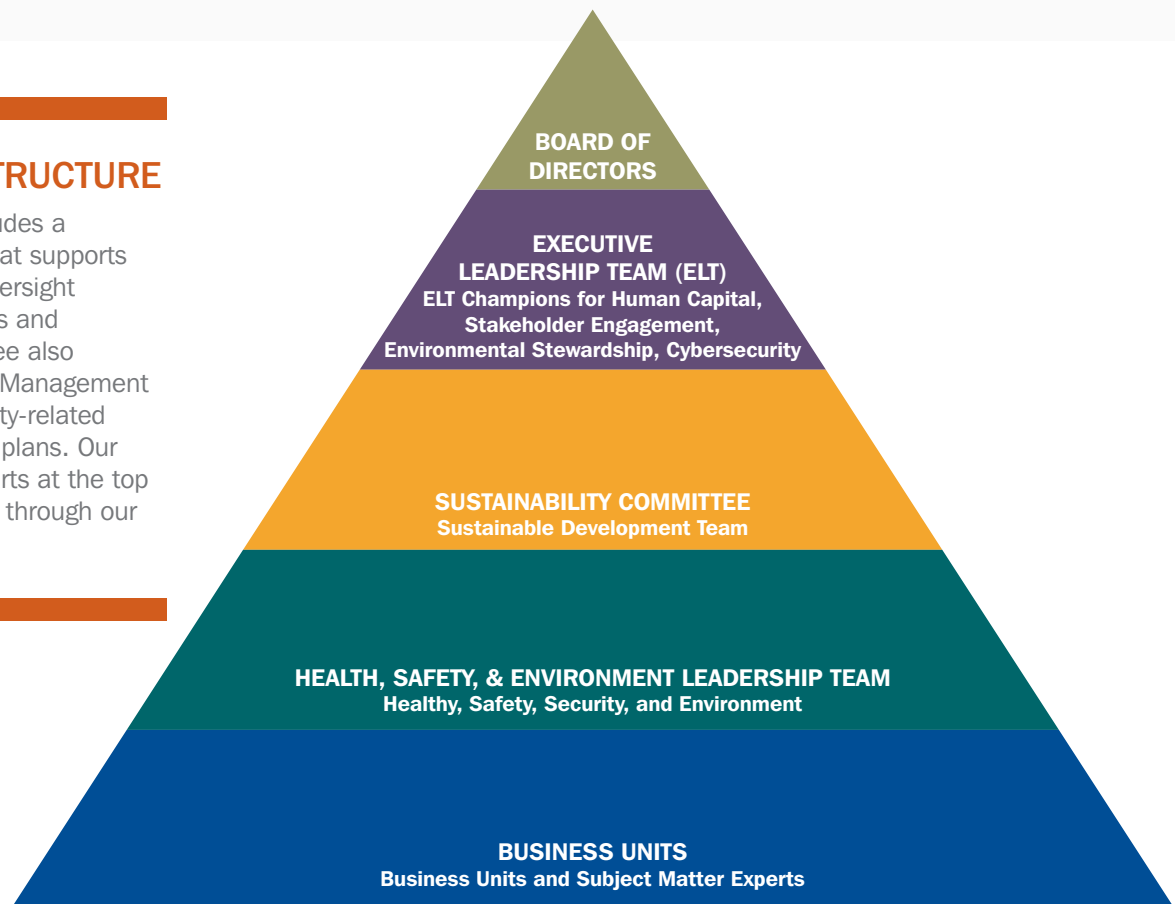 TRUCTURE
udes a
at supports
ersight
s and
ee also
Management
ty-related
plans. Our
rts at the top
through our
BOARD OF
DIRECTORS
EXECUTIVE
LEADERSHIP TEAM (ELT)
ELT Champions for Human Capital,
Stakeholder Engagement,
Environmental Stewardship, Cybersecurity
SUSTAINABILITY COMMITTEE
Sustainable Development Team
HEALTH, SAFETY, & ENVIRONMENT LEADERSHIP TEAM
Healthy, Safety, Security, and Environment
BUSINESS UNITS
Business Units and Subject Matter Experts